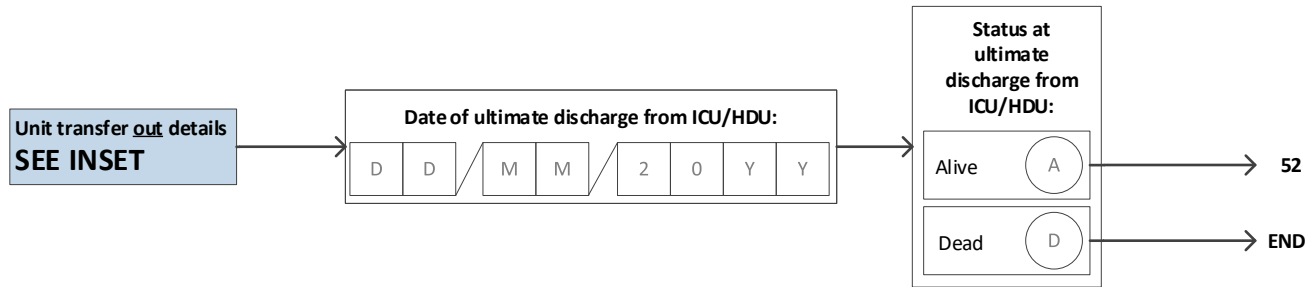 Unit transfer out details
SEE INSET
Date of ultimate discharge from ICU/HDU:
D D / M M / 2 0 Y Y
Status at
ultimate
discharge from
ICU/HDU:
Alive A
52
Dead D
END